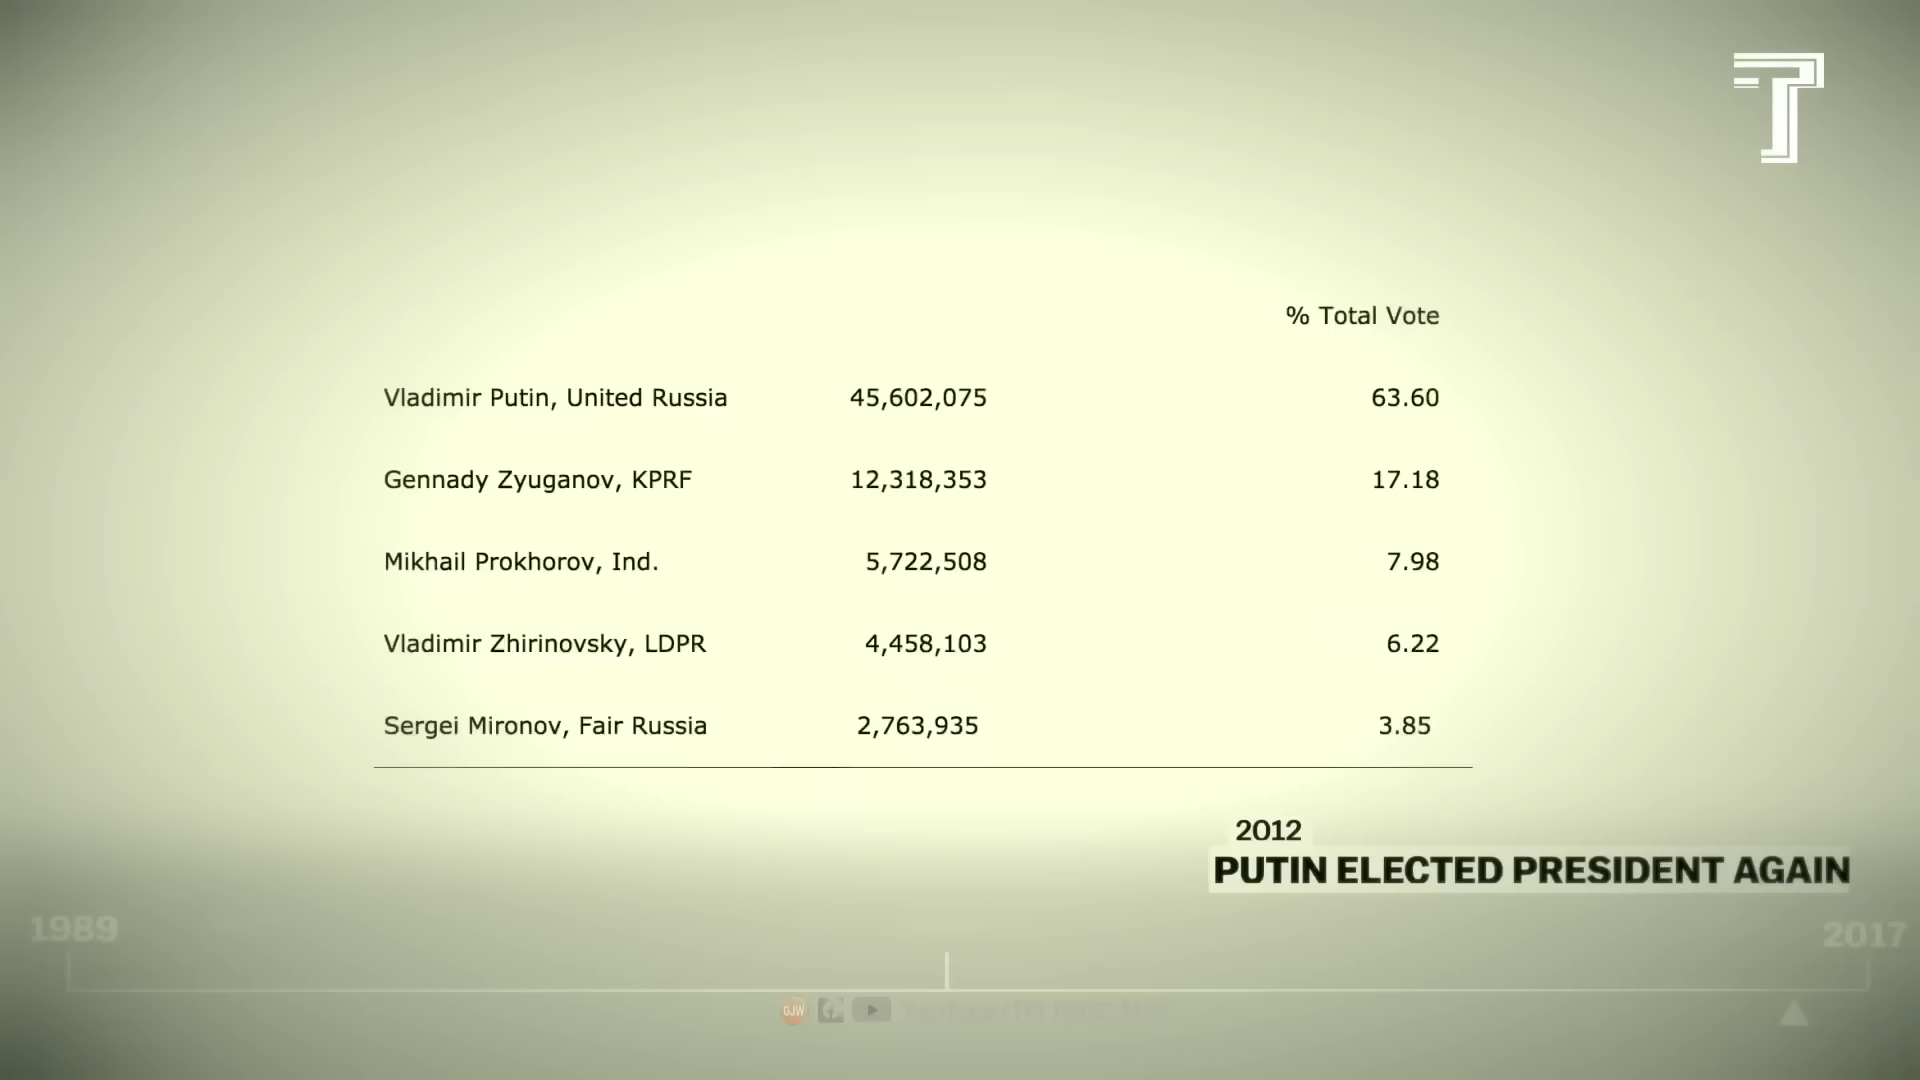 % Total Vote
Vladimir Putin, United Russia 45,602,075 63.60
Gennady Zyuganov, KPRF 12,318,353 17.18
Mikhail Prokhorov, Ind. 5,722,508 7.98
Vladimir Zhirinovsky, LDPR 4,458,103 6.22
Sergei Mironov, Fair Russia 2,763,935 3.85
2012
PUTIN ELECTED PRESIDENT AGAIN
1989 2017
GJW